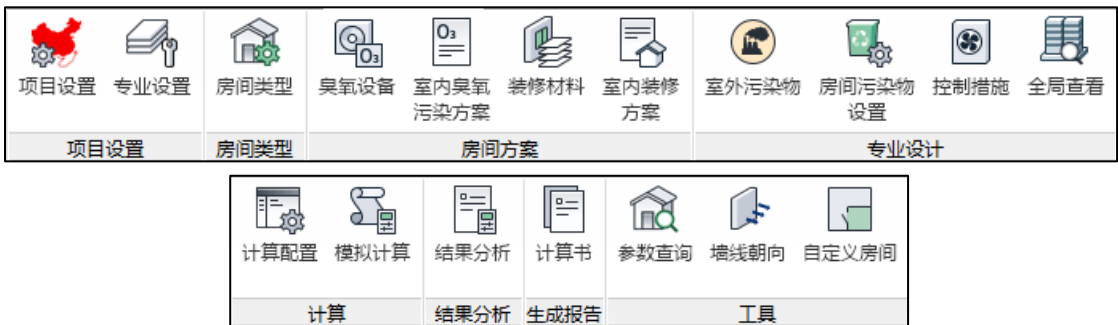 O₃
O₃
项目设置 专业设置 房间类型 臭氧设备 室内臭氧 装修材料 室内装修 室外污染物 房间污染物 控制措施 全局查看
污染方案 方案 设置
项目设置 房间类型 房间方案 专业设计
计算配置 模拟计算 结果分析 计算书 参数查询 墙线朝向 自定义房间
计算 结果分析 生成报告 工具